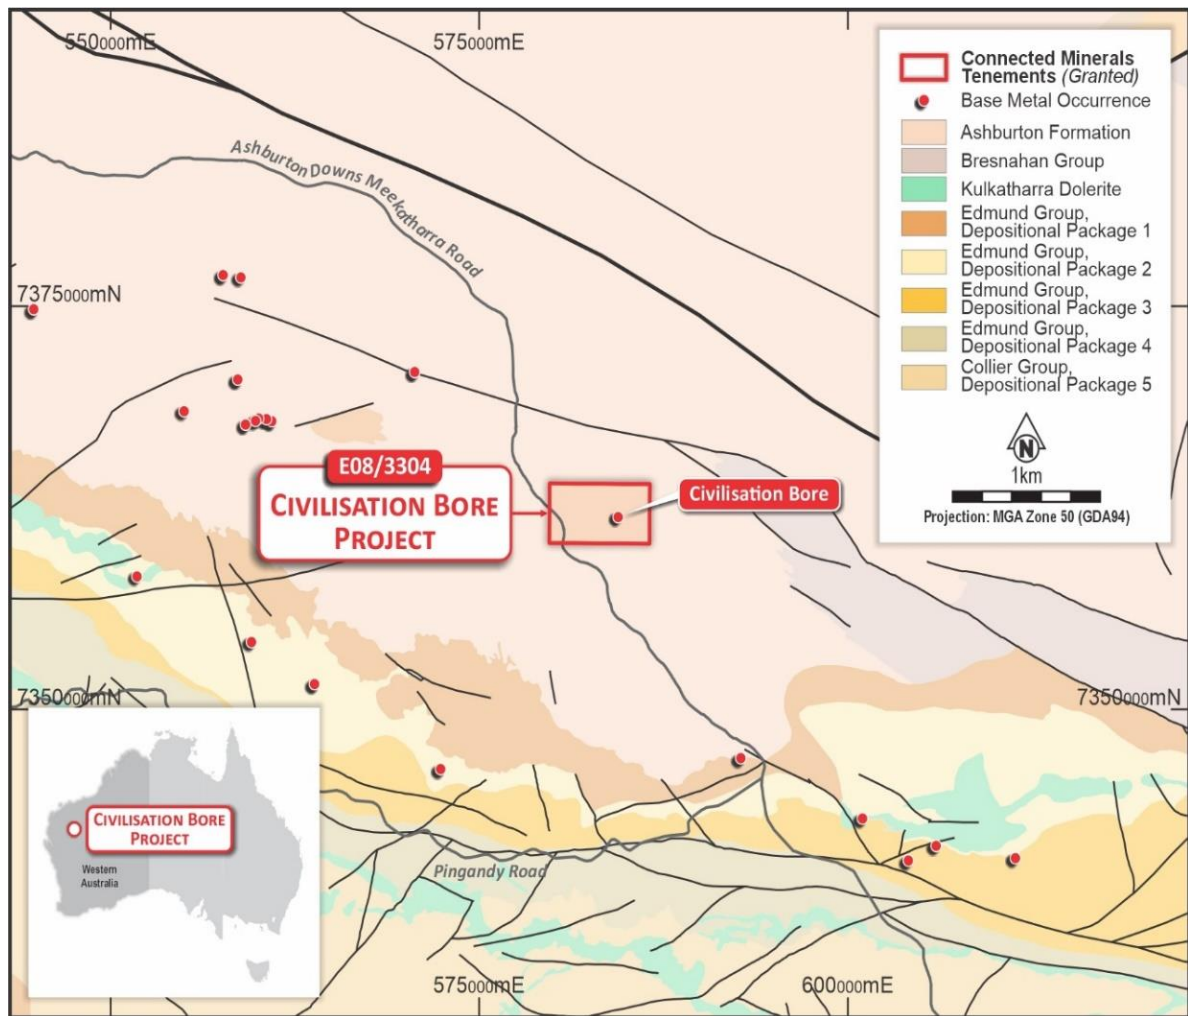 550000mE
575000mE
Connected Minerals
Tenements (Granted)
Base Metal Occurrence
Ashburton Formation
Bresnahan Group
Kulkatharra Dolerite
Edmund Group,
Depositional Package 1
Edmund Group,
Depositional Package 2
Edmund Group,
Depositional Package 3
Edmund Group,
Depositional Package 4
Collier Group,
Depositional Package 5
N
1km
Projection: MGA Zone 50 (GDA94)
Ashburton Downs Meekatharra Road
7375000mN
E08/3304
CIVILISATION BORE
PROJECT
Civilisation Bore
7350000mN
7350000mN
CIVILISATION BORE
PROJECT
Western
Australia
Pingandy Road
575000mE
600000mE